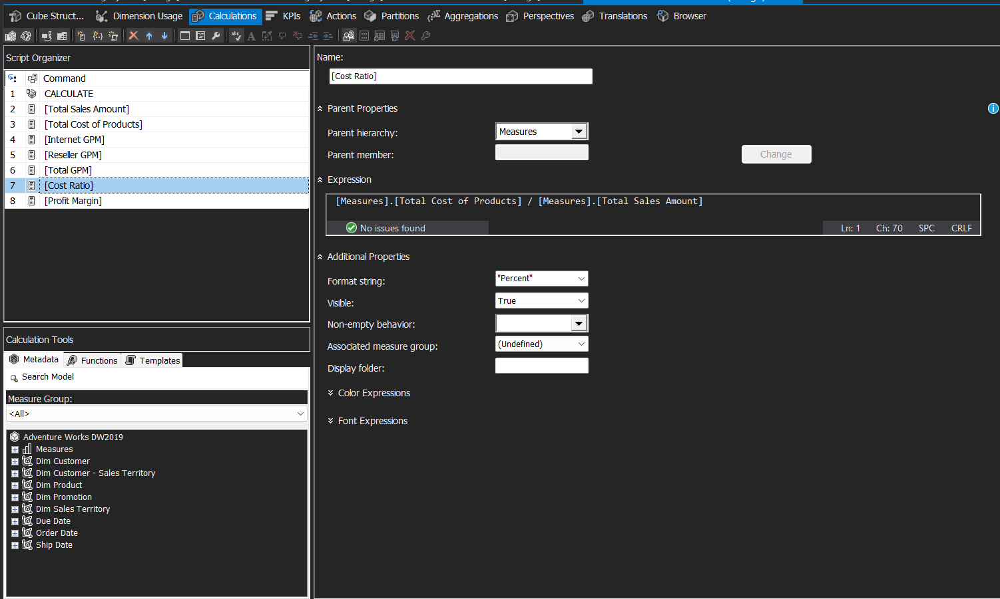 Cube Struct... Dimension Usage Calculations KPIs Actions Partitions Aggregations Perspectives Translations Browser
Script Organizer
Command
1 CALCULATE
2 [Total Sales Amount]
3 [Total Cost of Products]
4 [Internet GPM]
5 [Reseller GPM]
6 [Total GPM]
7 [Cost Ratio]
8 [Profit Margin]
Calculation Tools
Metadata Functions Templates
Search Model
Measure Group:
<All>
Adventure Works DW2019
Measures
Dim Customer
Dim Customer - Sales Territory
Dim Product
Dim Promotion
Dim Sales Territory
Due Date
Order Date
Ship Date
Name:
[Cost Ratio]
Parent Properties
Parent hierarchy: Measures
Parent member: Change
Expression
[Measures].[Total Cost of Products] / [Measures].[Total Sales Amount]
No issues found Ln: 1 Ch: 70 SPC CRLF
Additional Properties
Format string: "Percent"
Visible: True
Non-empty behavior:
Associated measure group: (Undefined)
Display folder:
Color Expressions
Font Expressions